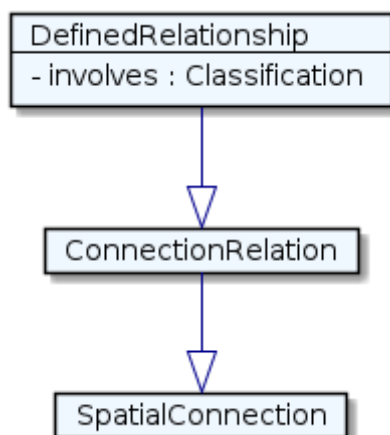 DefinedRelationship
- involves : Classification
ConnectionRelation
SpatialConnection